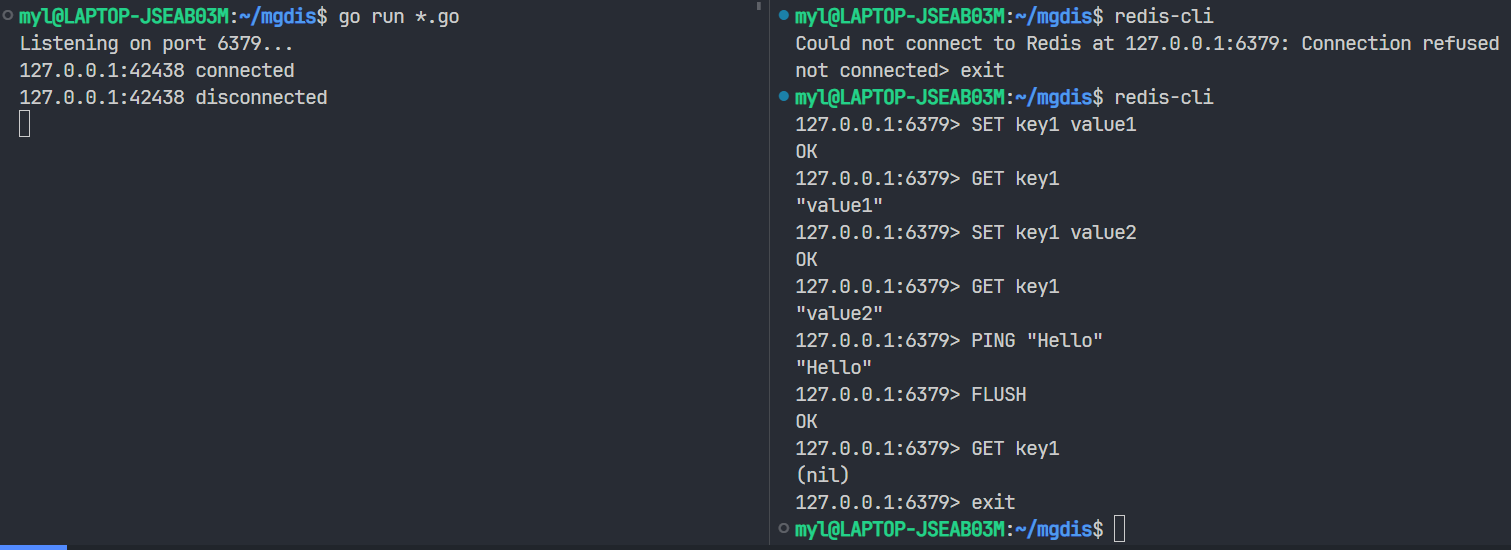 myl@LAPTOP-JSEAB03M:~/mgdis$ go run *.go
Listening on port 6379...
127.0.0.1:42438 connected
127.0.0.1:42438 disconnected
myl@LAPTOP-JSEAB03M:~/mgdis$ redis-cli
Could not connect to Redis at 127.0.0.1:6379: Connection refused
not connected> exit
myl@LAPTOP-JSEAB03M:~/mgdis$ redis-cli
127.0.0.1:6379> SET key1 value1
OK
127.0.0.1:6379> GET key1
"value1"
127.0.0.1:6379> SET key1 value2
OK
127.0.0.1:6379> GET key1
"value2"
127.0.0.1:6379> PING "Hello"
"Hello"
127.0.0.1:6379> FLUSH
OK
127.0.0.1:6379> GET key1
(nil)
127.0.0.1:6379> exit
myl@LAPTOP-JSEAB03M:~/mgdis$